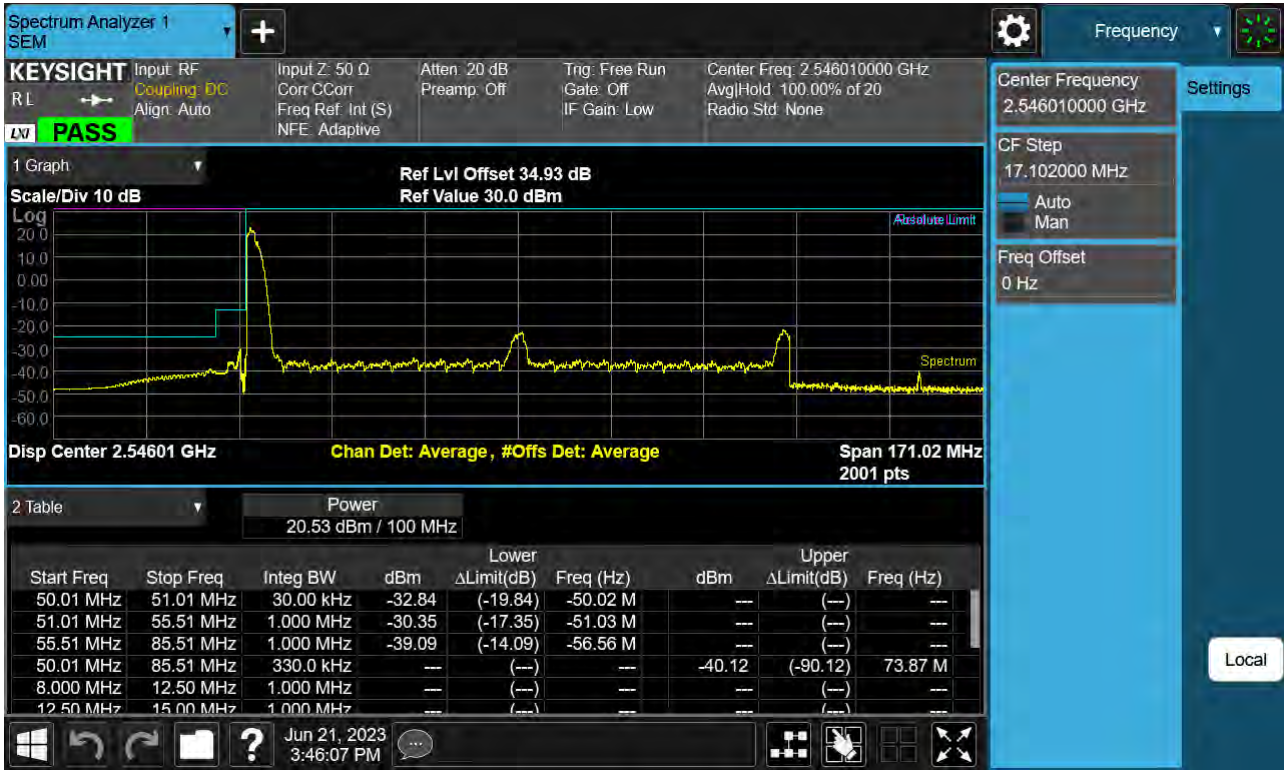 Spectrum Analyzer 1
SEM
Frequency
KEYSIGHT
RL
LXI
PASS
Input: RF
Coupling: DC
Align: Auto
Input Z: 50 Ω
Corr CCorr
Freq Ref: Int (S)
NFE: Adaptive
Atten: 20 dB
Preamp: Off
Trig: Free Run
Gate: Off
IF Gain: Low
Center Freq: 2.546010000 GHz
Avg|Hold: 100.00% of 20
Radio Std: None
Center Frequency
2.546010000 GHz
Settings
CF Step
17.102000 MHz
Auto
Man
Freq Offset
0 Hz
1 Graph
Scale/Div 10 dB
Ref Lvl Offset 34.93 dB
Ref Value 30.0 dBm
Log
20.0
10.0
0.00
-10.0
-20.0
-30.0
-40.0
-50.0
-60.0
Limit
Spectrum
Disp Center 2.54601 GHz
Chan Det: Average, #Offs Det: Average
Span 171.02 MHz
2001 pts
2 Table
Power
20.53 dBm / 100 MHz
Lower Upper
Start Freq Stop Freq Integ BW dBm ΔLimit(dB) Freq (Hz) dBm ΔLimit(dB) Freq (Hz)
50.01 MHz 51.01 MHz 30.00 kHz -32.84 (-19.84) -50.02 M --- (---) ---
51.01 MHz 55.51 MHz 1.000 MHz -30.35 (-17.35) -51.03 M --- (---) ---
55.51 MHz 85.51 MHz 1.000 MHz -39.09 (-14.09) -56.56 M --- (---) ---
50.01 MHz 85.51 MHz 330.0 kHz --- (---) --- -40.12 (-90.12) 73.87 M
8.000 MHz 12.50 MHz 1.000 MHz --- (---) --- --- (---) ---
12.50 MHz 15.00 MHz 1.000 MHz --- (---) --- --- (---) ---
Local
?
Jun 21, 2023
3:46:07 PM